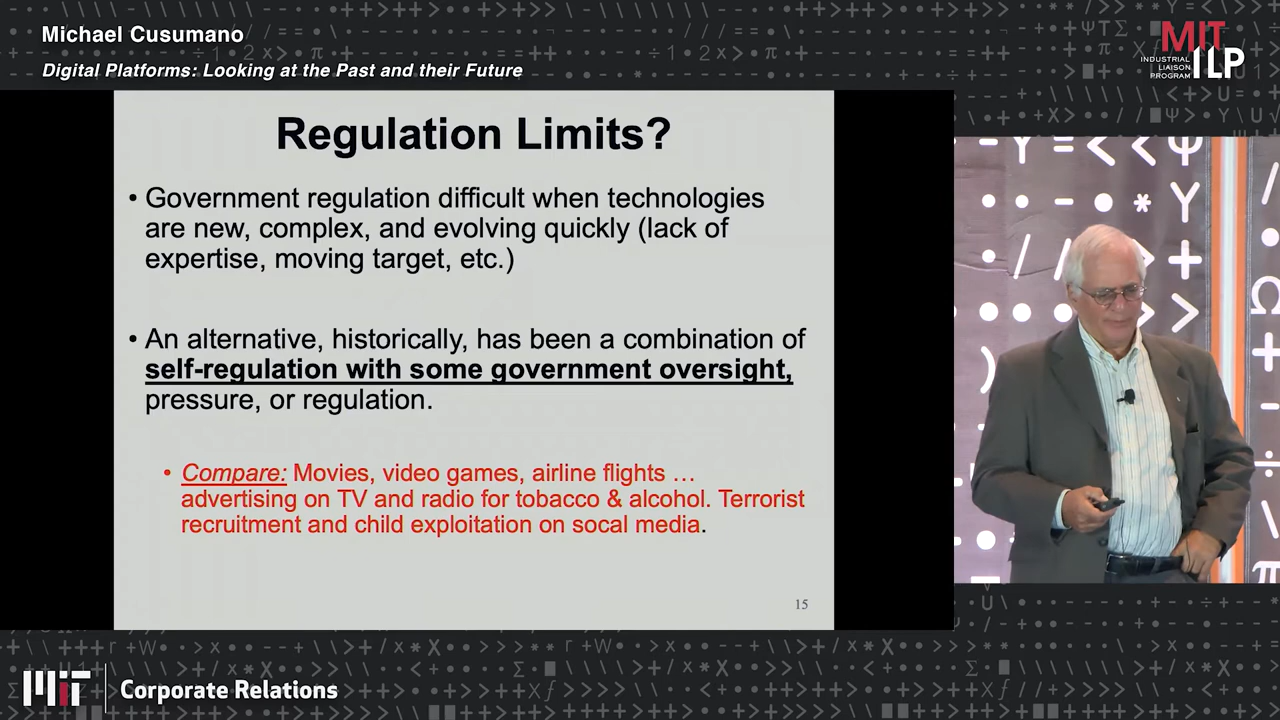 Michael Cusumano
Digital Platforms: Looking at the Past and their Future
MIT
INDUSTRIAL
LIAISON
PROGRAM
ILP
Regulation Limits?
• Government regulation difficult when technologies
are new, complex, and evolving quickly (lack of
expertise, moving target, etc.)
• An alternative, historically, has been a combination of
self-regulation with some government oversight,
pressure, or regulation.
• Compare: Movies, video games, airline flights …
advertising on TV and radio for tobacco & alcohol. Terrorist
recruitment and child exploitation on socal media.
15
MIT
Corporate Relations